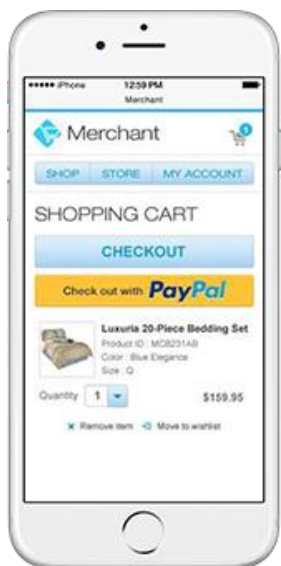 iPhone 12:59 PM
Merchant
Merchant
SHOP STORE MY ACCOUNT
SHOPPING CART
CHECKOUT
Check out with PayPal
Luxuria 20-Piece Bedding Set
Product ID : MCB231AB
Color : Blue Elegance
Size : Q
Quantity 1 $159.95
Remove item Move to wishlist